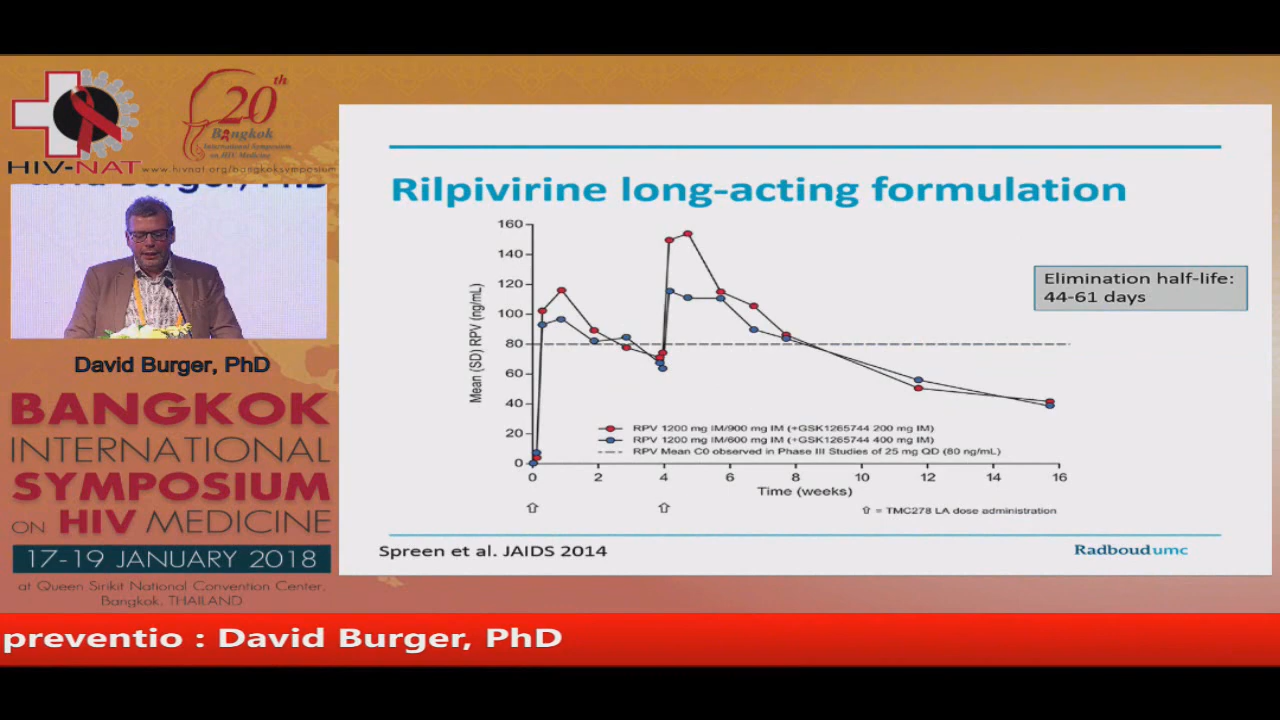 HIV-NAT
20th
Bangkok
International Symposium
on HIV Medicine
www.hivnat.org/bangkoksymposium
David Burger, PhD
BANGKOK
INTERNATIONAL
SYMPOSIUM
ON HIV MEDICINE
17-19 JANUARY 2018
at Queen Sirikit National Convention Center,
Bangkok, THAILAND
Rilpivirine long-acting formulation
Mean (SD) RPV (ng/mL)
160
140
120
100
80
60
40
20
0
Elimination half-life:
44-61 days
RPV 1200 mg IM/900 mg IM (+GSK1265744 200 mg IM)
RPV 1200 mg IM/600 mg IM (+GSK1265744 400 mg IM)
RPV Mean C0 observed in Phase III Studies of 25 mg QD (80 ng/mL)
0 2 4 6 8 10 12 14 16
Time (weeks)
⇧ = TMC278 LA dose administration
Spreen et al. JAIDS 2014
Radboudumc
preventio : David Burger, PhD